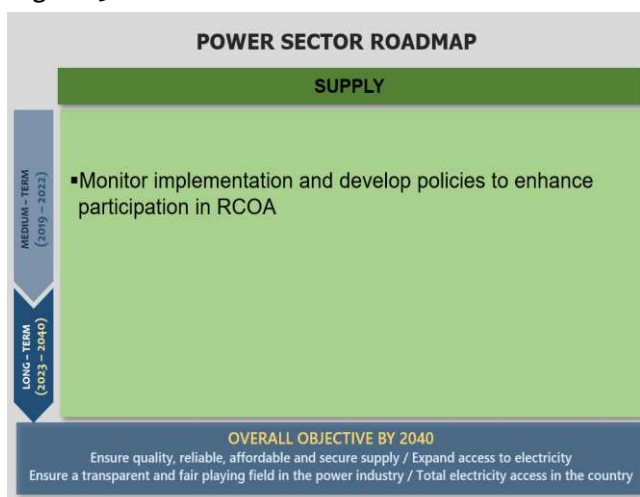 POWER SECTOR ROADMAP
SUPPLY
MEDIUM – TERM
(2019 – 2022)
▪Monitor implementation and develop policies to enhance
participation in RCOA
LONG – TERM
(2023 – 2040)
OVERALL OBJECTIVE BY 2040
Ensure quality, reliable, affordable and secure supply / Expand access to electricity
Ensure a transparent and fair playing field in the power industry / Total electricity access in the country